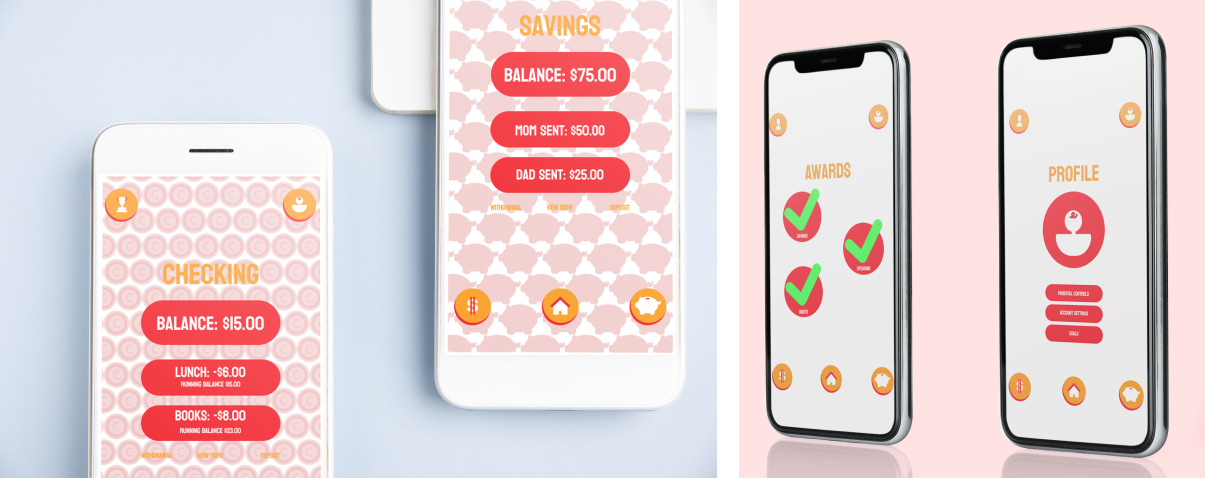 CHECKING
BALANCE: $15.00
LUNCH: -$6.00
RUNNING BALANCE $15.00
BOOKS: -$8.00
RUNNING BALANCE $23.00
WITHDRAWAL VIEW MORE DEPOSIT
SAVINGS
BALANCE: $75.00
MOM SENT: $50.00
DAD SENT: $25.00
WITHDRAWAL VIEW MORE DEPOSIT
$
AWARDS
SAVINGS
SPENDING
HABITS
$
PROFILE
PARENTAL CONTROLS
ACCOUNT SETTINGS
GOALS
$